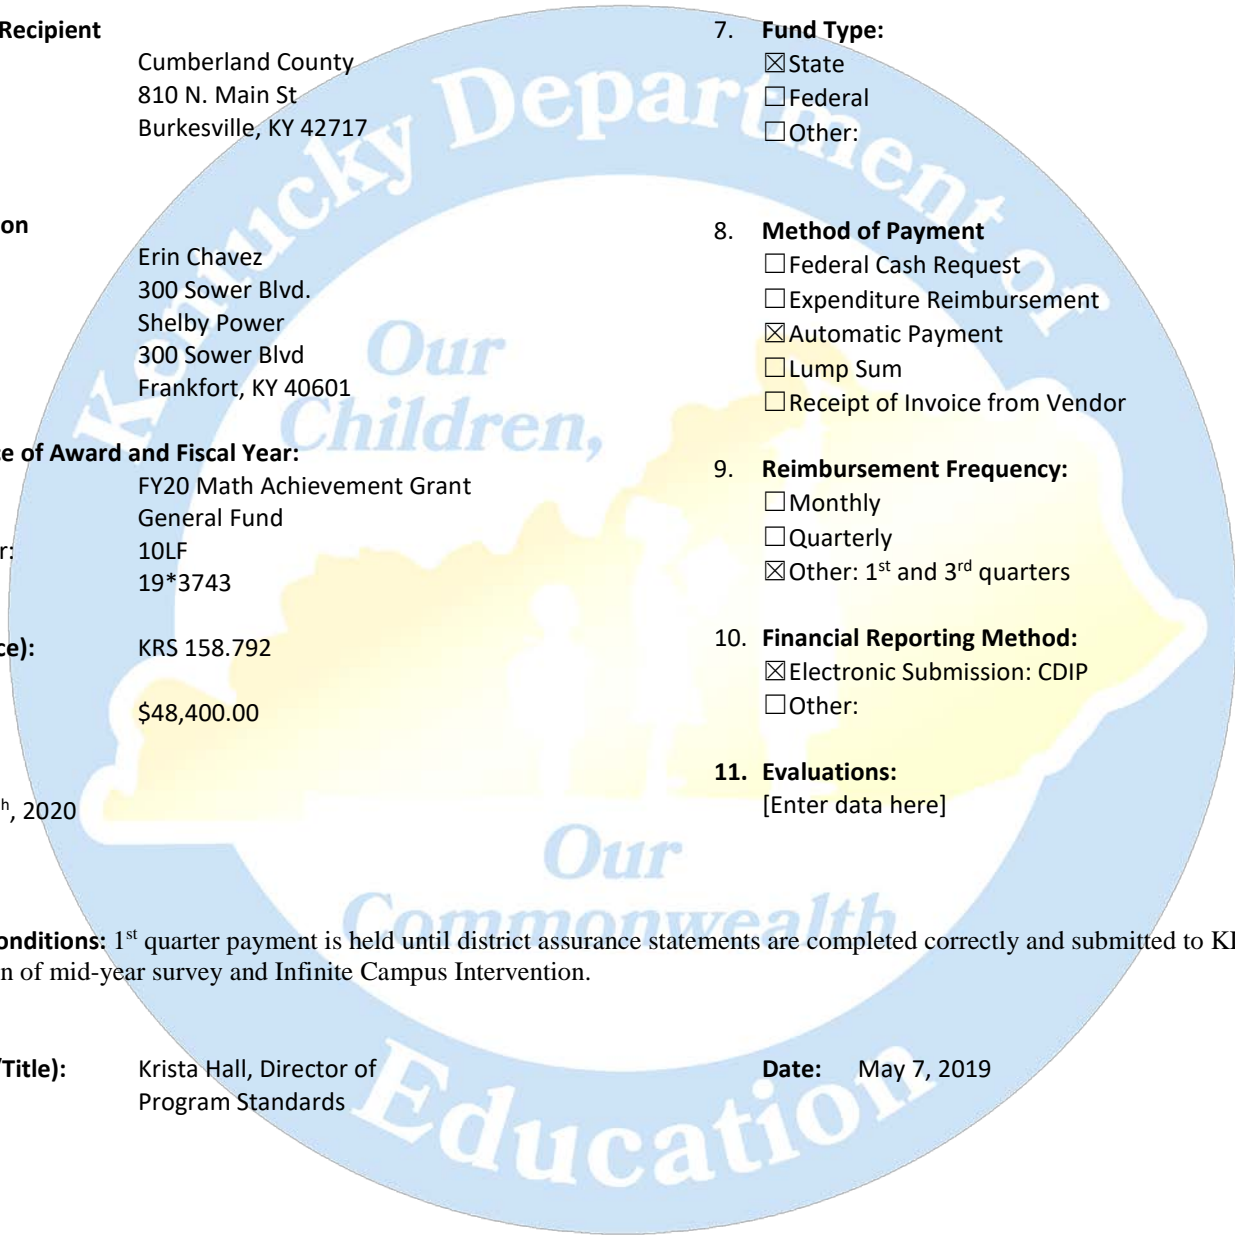 Recipient
Cumberland County
810 N. Main St
Burkesville, KY 42717
on
Erin Chavez
300 Sower Blvd.
Shelby Power
300 Sower Blvd
Frankfort, KY 40601
e of Award and Fiscal Year:
FY20 Math Achievement Grant
General Fund
r: 10LF
19*3743
ce): KRS 158.792
$48,400.00
h, 2020
7. Fund Type:
☒State
☐Federal
☐Other:
8. Method of Payment
☐Federal Cash Request
☐Expenditure Reimbursement
☒Automatic Payment
☐Lump Sum
☐Receipt of Invoice from Vendor
9. Reimbursement Frequency:
☐Monthly
☐Quarterly
☒Other: 1st and 3rd quarters
10. Financial Reporting Method:
☒Electronic Submission: CDIP
☐Other:
11. Evaluations:
[Enter data here]
onditions: 1st quarter payment is held until district assurance statements are completed correctly and submitted to K
n of mid-year survey and Infinite Campus Intervention.
/Title): Krista Hall, Director of
Program Standards
Date: May 7, 2019
Kentucky Department of
Education
Our
Children,
Our
Commonwealth